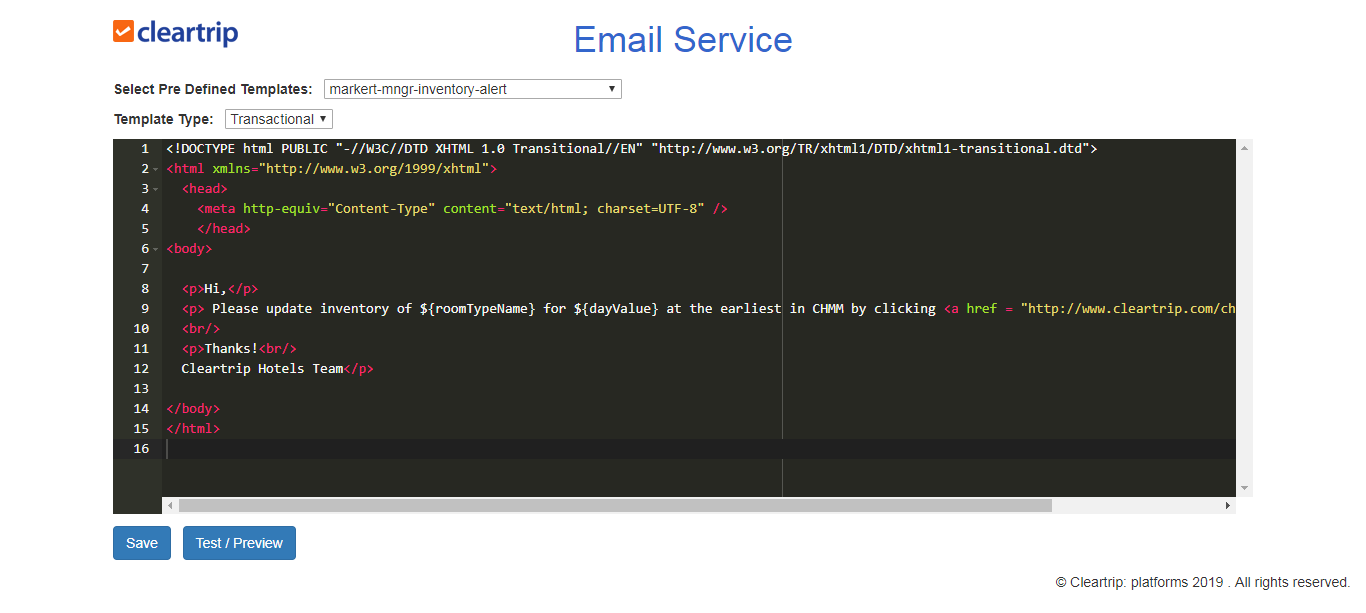 cleartrip
Email Service
Select Pre Defined Templates: markert-mngr-inventory-alert
Template Type: Transactional
1 <!DOCTYPE html PUBLIC "-//W3C//DTD XHTML 1.0 Transitional//EN" "http://www.w3.org/TR/xhtml1/DTD/xhtml1-transitional.dtd">
2 <html xmlns="http://www.w3.org/1999/xhtml">
3 <head>
4 <meta http-equiv="Content-Type" content="text/html; charset=UTF-8" />
5 </head>
6 <body>
7
8 <p>Hi,</p>
9 <p> Please update inventory of ${roomTypeName} for ${dayValue} at the earliest in CHMM by clicking <a href = "http://www.cleartrip.com/ch
10 <br/>
11 <p>Thanks!<br/>
12 Cleartrip Hotels Team</p>
13
14 </body>
15 </html>
16
Save Test / Preview
© Cleartrip: platforms 2019 . All rights reserved.